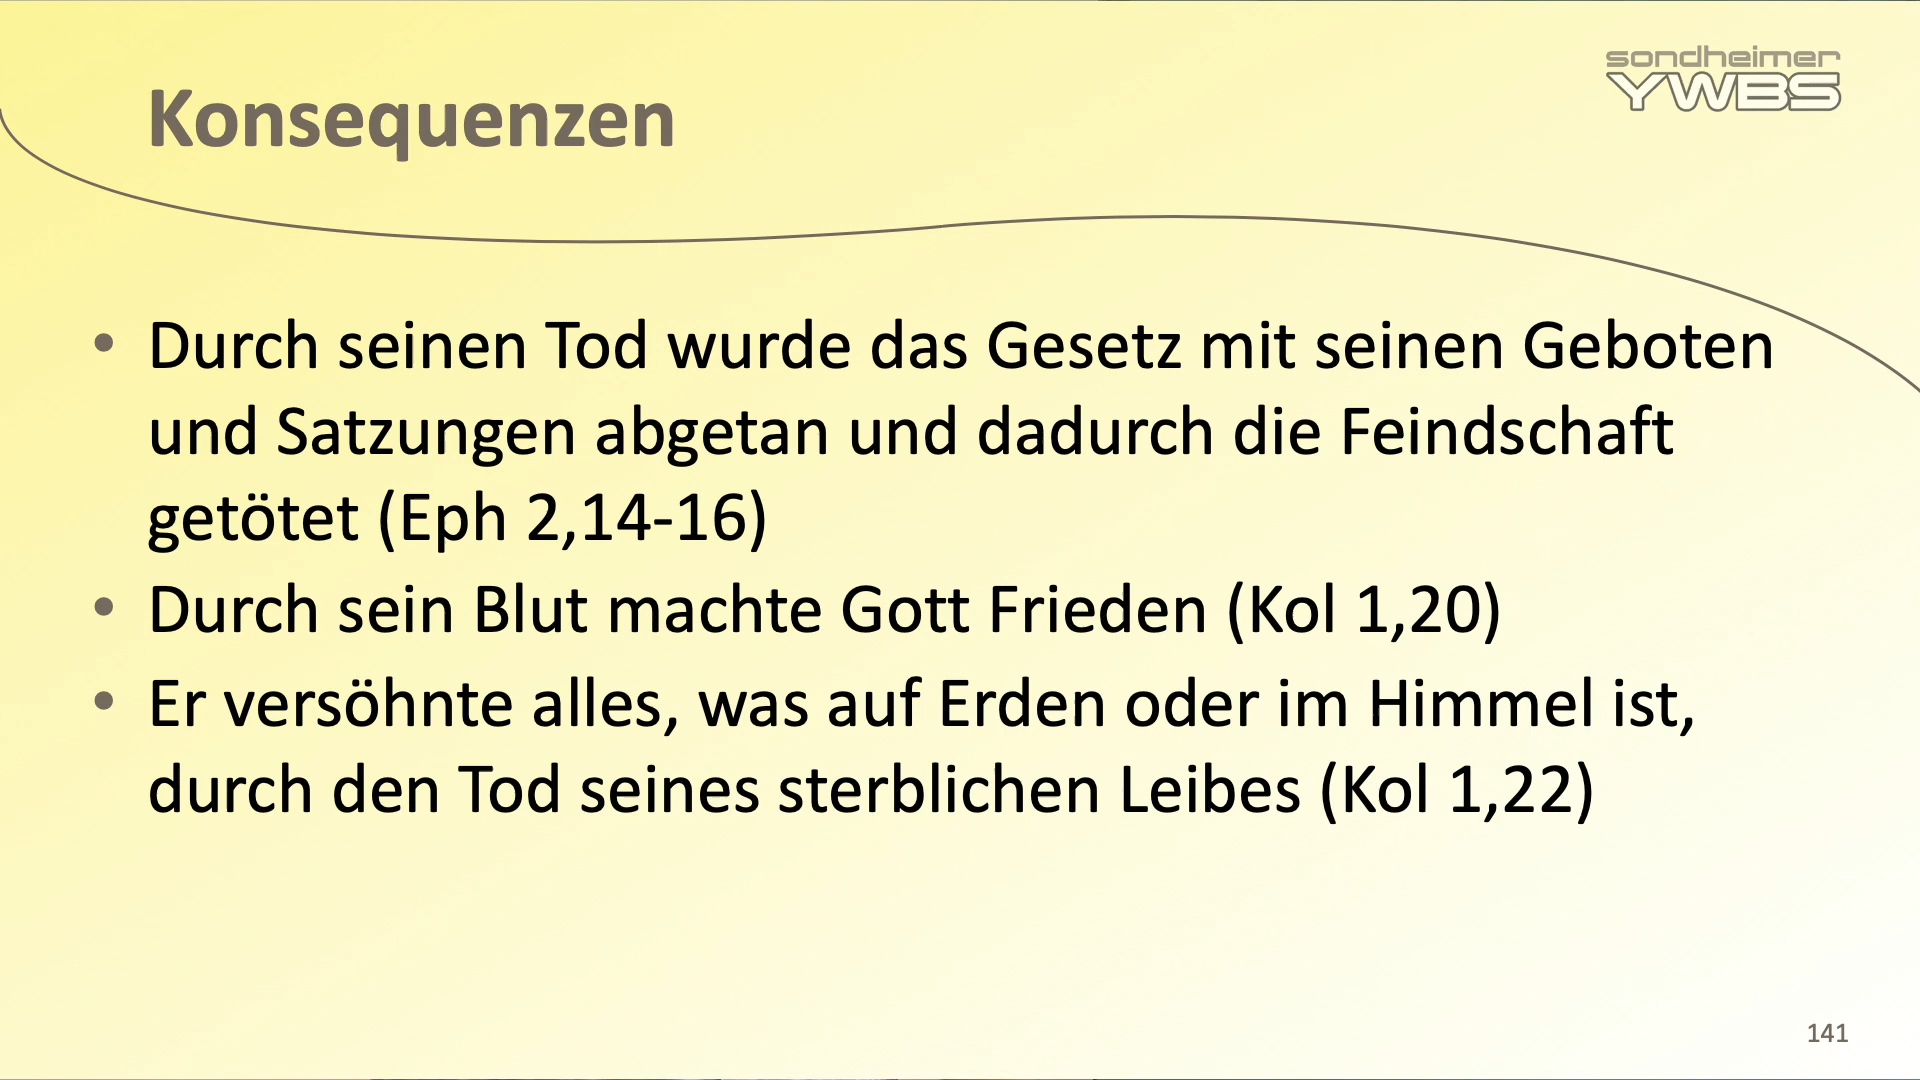 sondheimer
YWBS
Konsequenzen
• Durch seinen Tod wurde das Gesetz mit seinen Geboten
und Satzungen abgetan und dadurch die Feindschaft
getötet (Eph 2,14-16)
• Durch sein Blut machte Gott Frieden (Kol 1,20)
• Er versöhnte alles, was auf Erden oder im Himmel ist,
durch den Tod seines sterblichen Leibes (Kol 1,22)
141